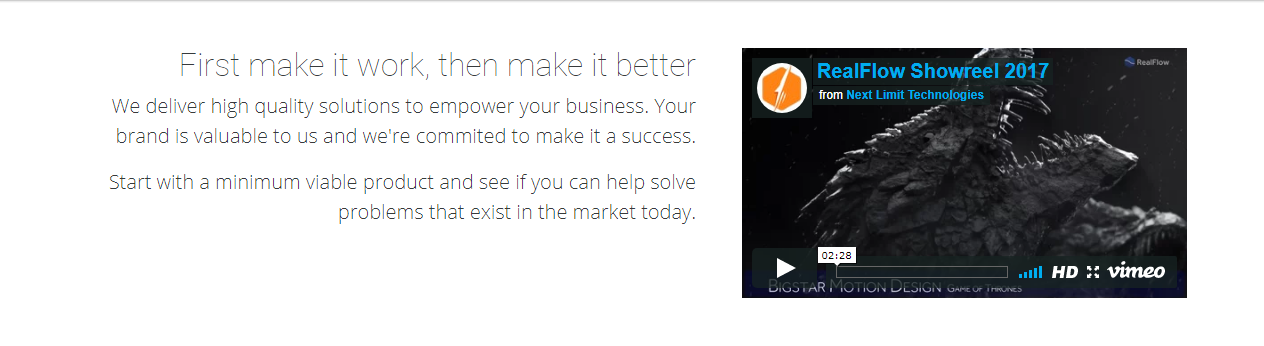 First make it work, then make it better
We deliver high quality solutions to empower your business. Your
brand is valuable to us and we're commited to make it a success.
Start with a minimum viable product and see if you can help solve
problems that exist in the market today.
RealFlow
RealFlow Showreel 2017
from Next Limit Technologies
02:28
HD vimeo
BIGSTAR MOTION DESIGN GAME OF THRONES